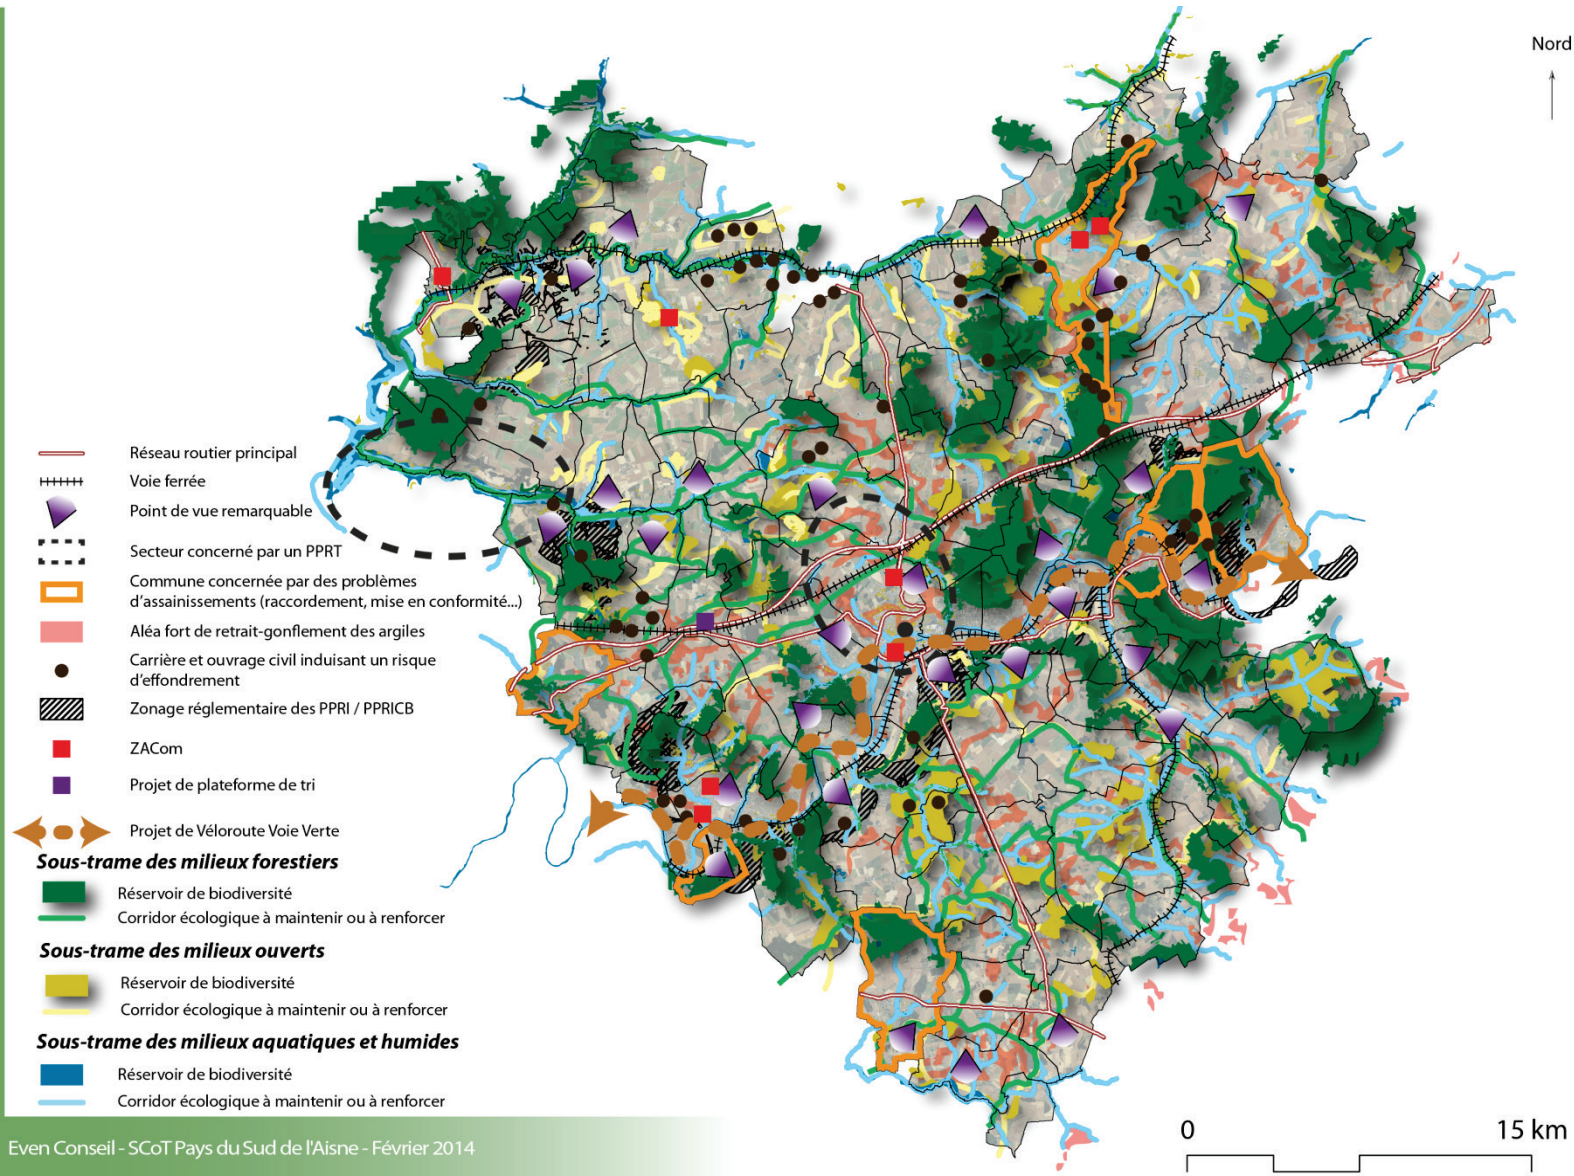 Nord
Réseau routier principal
Voie ferrée
Point de vue remarquable
Secteur concerné par un PPRT
Commune concernée par des problèmes
d'assainissements (raccordement, mise en conformité...)
Aléa fort de retrait-gonflement des argiles
Carrière et ouvrage civil induisant un risque
d'effondrement
Zonage réglementaire des PPRI / PPRICB
ZACom
Projet de plateforme de tri
Projet de Véloroute Voie Verte
Sous-trame des milieux forestiers
Réservoir de biodiversité
Corridor écologique à maintenir ou à renforcer
Sous-trame des milieux ouverts
Réservoir de biodiversité
Corridor écologique à maintenir ou à renforcer
Sous-trame des milieux aquatiques et humides
Réservoir de biodiversité
Corridor écologique à maintenir ou à renforcer
Even Conseil - SCoT Pays du Sud de l'Aisne - Février 2014
0 15 km